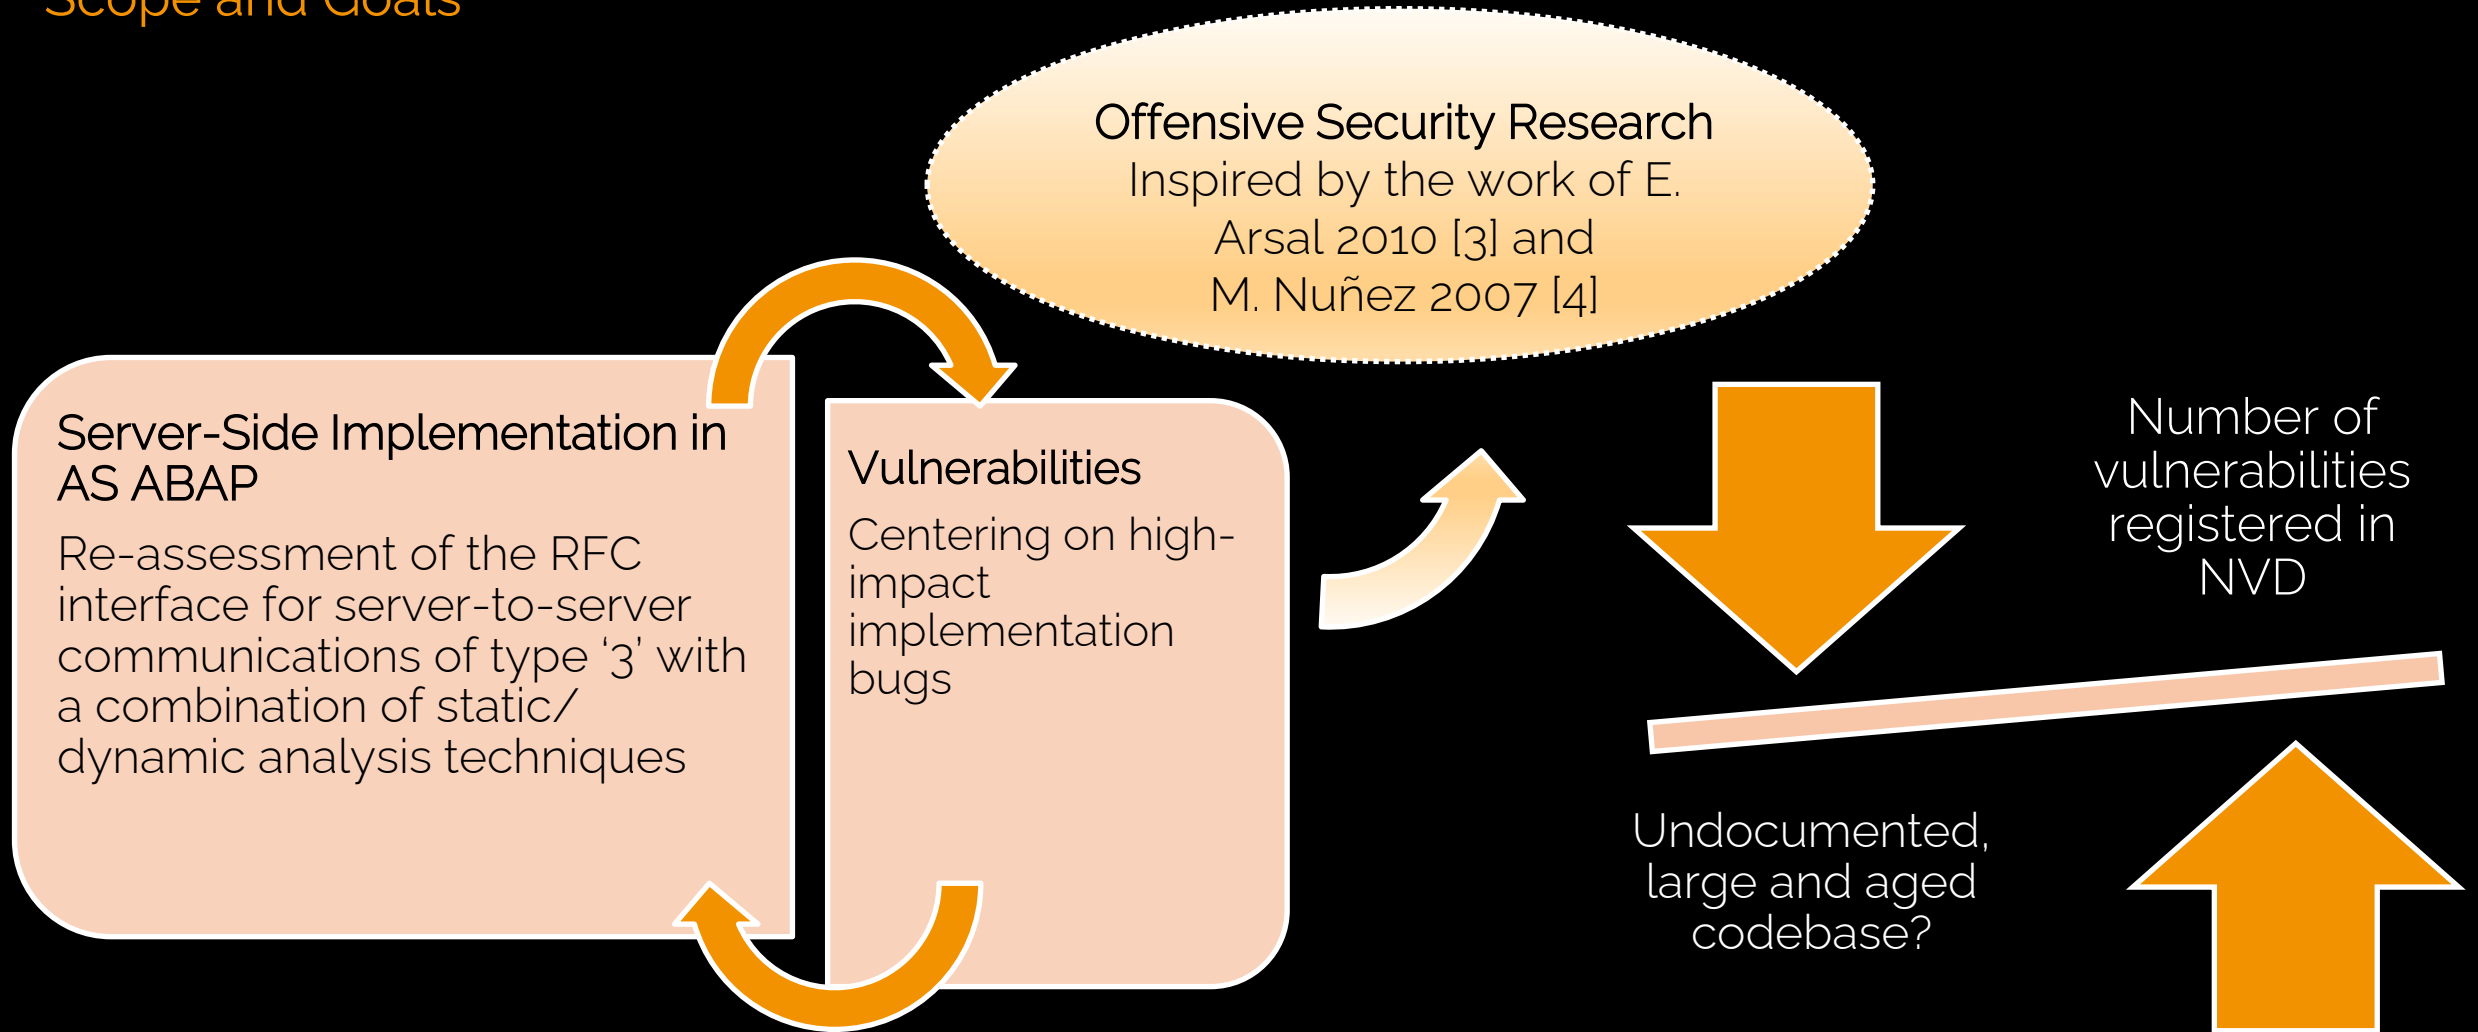 Scope and Goals
Offensive Security Research
Inspired by the work of E.
Arsal 2010 [3] and
M. Nuñez 2007 [4]
Server-Side Implementation in
AS ABAP
Re-assessment of the RFC
interface for server-to-server
communications of type ‘3’ with
a combination of static/
dynamic analysis techniques
Vulnerabilities
Centering on high-
impact
implementation
bugs
Number of
vulnerabilities
registered in
NVD
Undocumented,
large and aged
codebase?